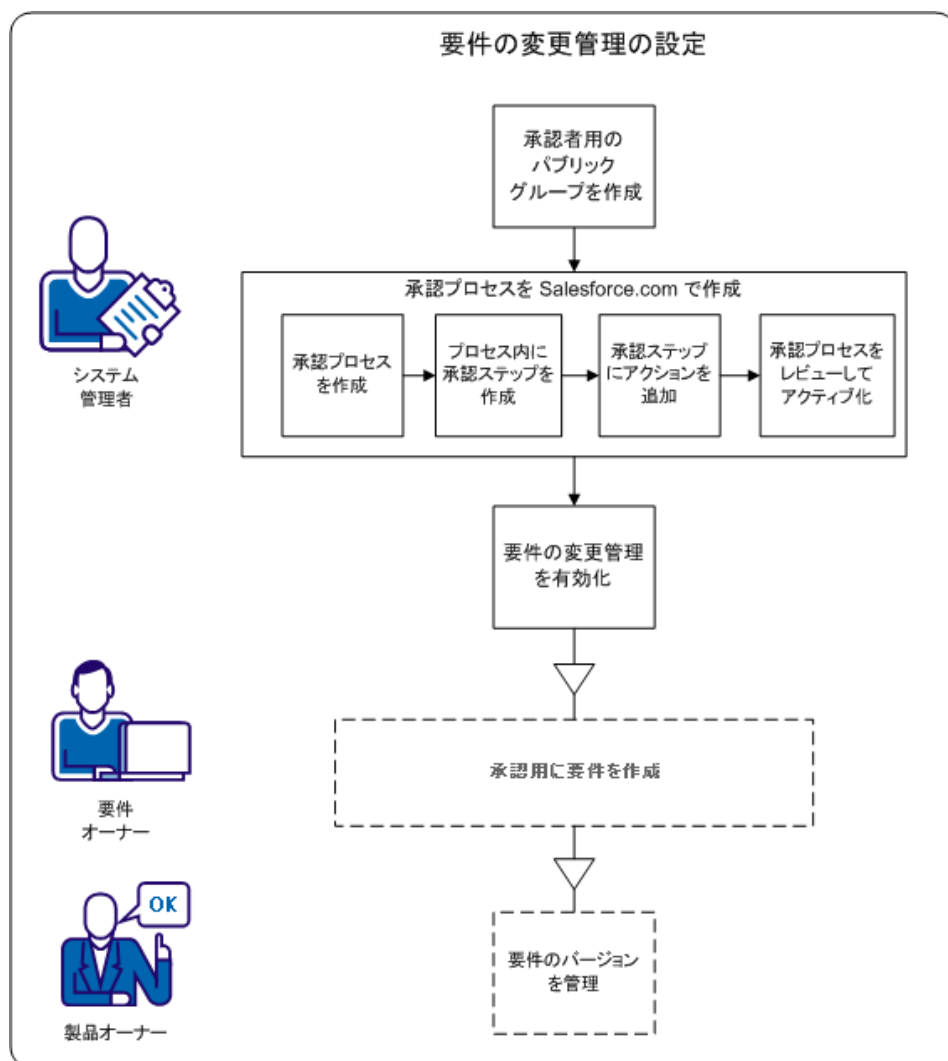 要件の変更管理の設定
承認者用の
パブリック
グループを作成
承認プロセスを Salesforce.com で作成
承認プロセス
を作成
プロセス内に
承認ステップを
作成
承認ステップ
にアクションを
追加
承認プロセスを
レビューして
アクティブ化
システム
管理者
要件の変更管理
を有効化
承認用に要件を作成
要件
オーナー
OK
要件のバージョン
を管理
製品オーナー